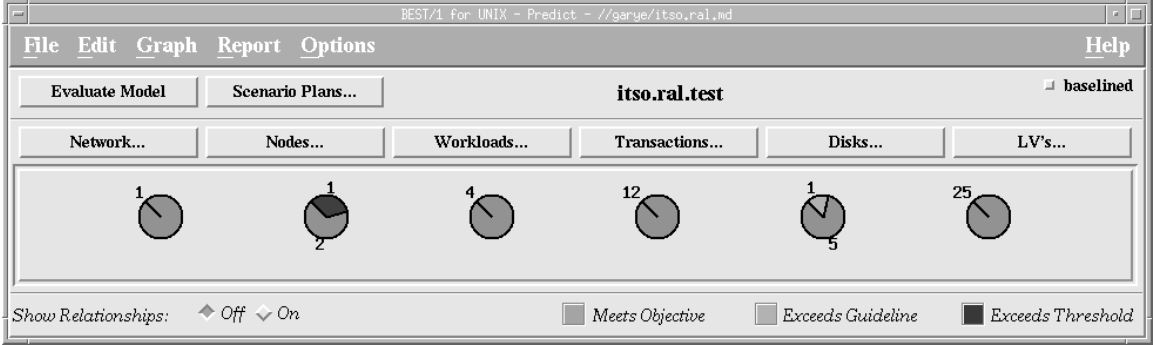 BEST/1 for UNIX - Predict - //garye/itso.ral.md
File Edit Graph Report Options Help
Evaluate Model Scenario Plans... itso.ral.test baselined
Network... Nodes... Workloads... Transactions... Disks... LV's...
1 1 4 12 1 25
2 5
Show Relationships: Off On Meets Objective Exceeds Guideline Exceeds Threshold